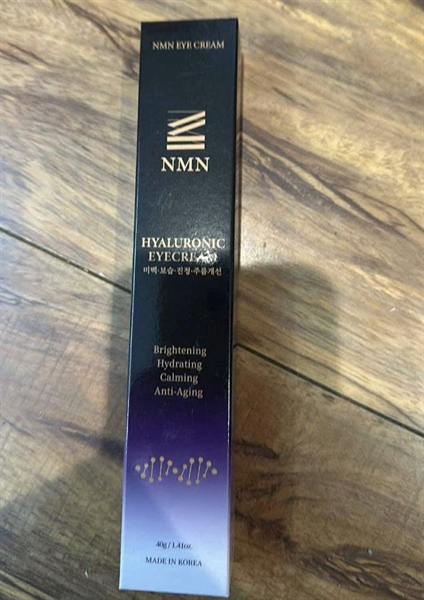 NMN EYE CREAM
NMN
HYALURONIC
EYECREAM
미백·보습·진정·주름개선
Brightening
Hydrating
Calming
Anti-Aging
40g / 1.41oz.
MADE IN KOREA